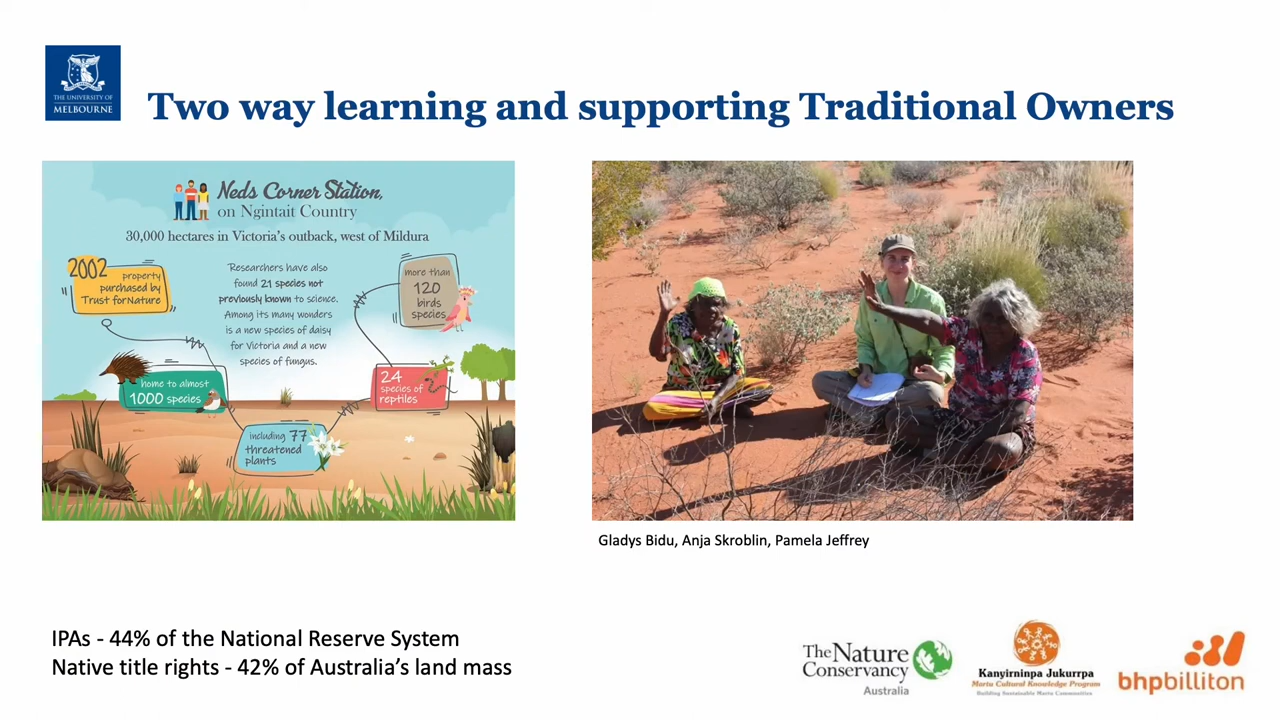 THE UNIVERSITY OF
MELBOURNE
Two way learning and supporting Traditional Owners
Neds Corner Station,
on Ngintait Country
30,000 hectares in Victoria's outback, west of Mildura
2002 property
purchased by
Trust for Nature
Researchers have also
found 21 species not
previously known to science.
Among its many wonders
is a new species of daisy
for Victoria and a new
species of fungus.
more than
120
birds
species
home to almost
1000 species
24
species of
reptiles
including 77
threatened
plants
Gladys Bidu, Anja Skroblin, Pamela Jeffrey
IPAs - 44% of the National Reserve System
Native title rights - 42% of Australia's land mass
The Nature
Conservancy
Australia
Kanyirninpa Jukurrpa
Martu Cultural Knowledge Program
Building Sustainable Martu Communities
bhpbilliton